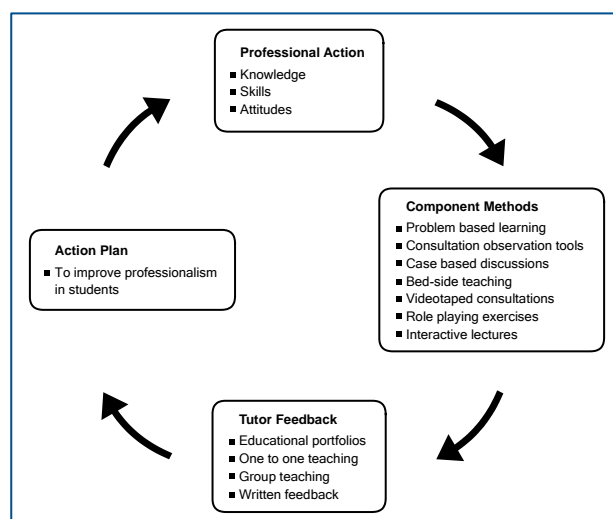 Professional Action
▪ Knowledge
▪ Skills
▪ Attitudes
Component Methods
▪ Problem based learning
▪ Consultation observation tools
▪ Case based discussions
▪ Bed-side teaching
▪ Videotaped consultations
▪ Role playing exercises
▪ Interactive lectures
Tutor Feedback
▪ Educational portfolios
▪ One to one teaching
▪ Group teaching
▪ Written feedback
Action Plan
▪ To improve professionalism
in students